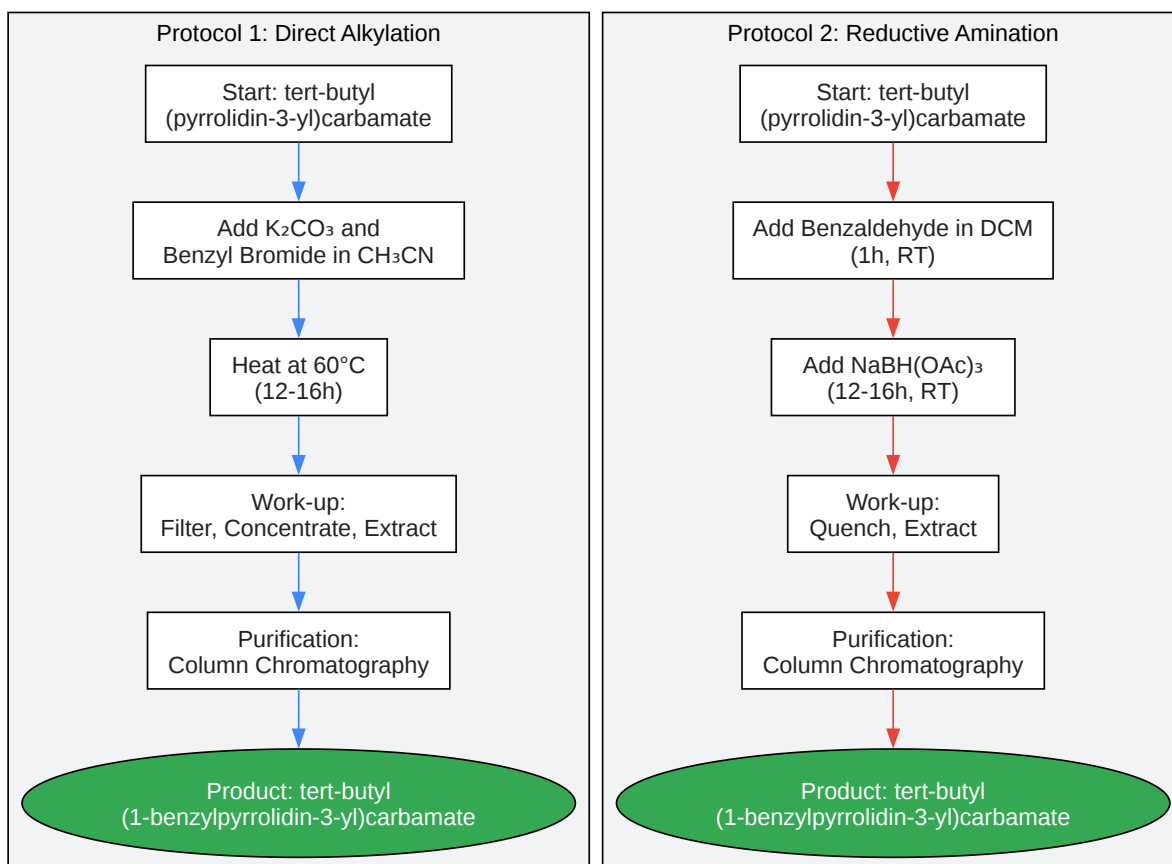 Protocol 1: Direct Alkylation
Start: tert-butyl
(pyrrolidin-3-yl)carbamate
Add K₂CO₃ and
Benzyl Bromide in CH₃CN
Heat at 60°C
(12-16h)
Work-up:
Filter, Concentrate, Extract
Purification:
Column Chromatography
Product: tert-butyl
(1-benzylpyrrolidin-3-yl)carbamate
Protocol 2: Reductive Amination
Start: tert-butyl
(pyrrolidin-3-yl)carbamate
Add Benzaldehyde in DCM
(1h, RT)
Add NaBH(OAc)₃
(12-16h, RT)
Work-up:
Quench, Extract
Purification:
Column Chromatography
Product: tert-butyl
(1-benzylpyrrolidin-3-yl)carbamate